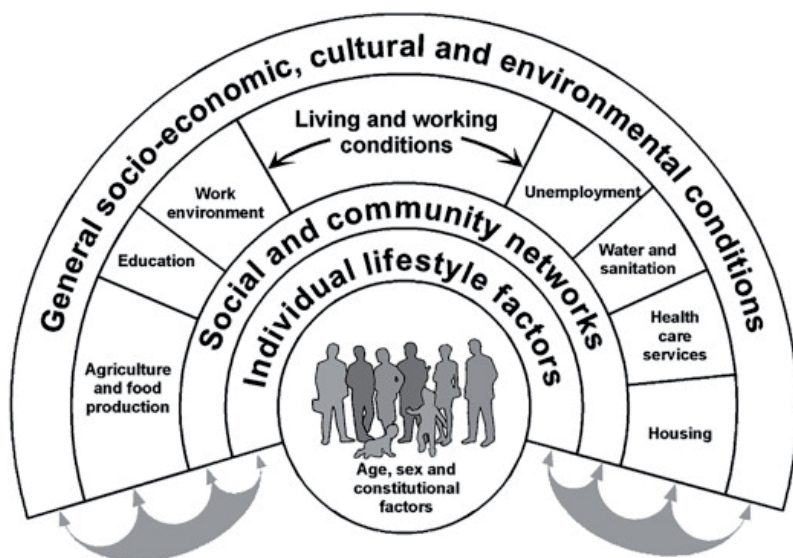 General socio-economic, cultural and environmental conditions
Living and working
conditions
Work
environment
Unemployment
Education
Water and
sanitation
Agriculture
and food
production
Health
care
services
Housing
Social and community networks
Individual lifestyle factors
Age, sex and
constitutional
factors